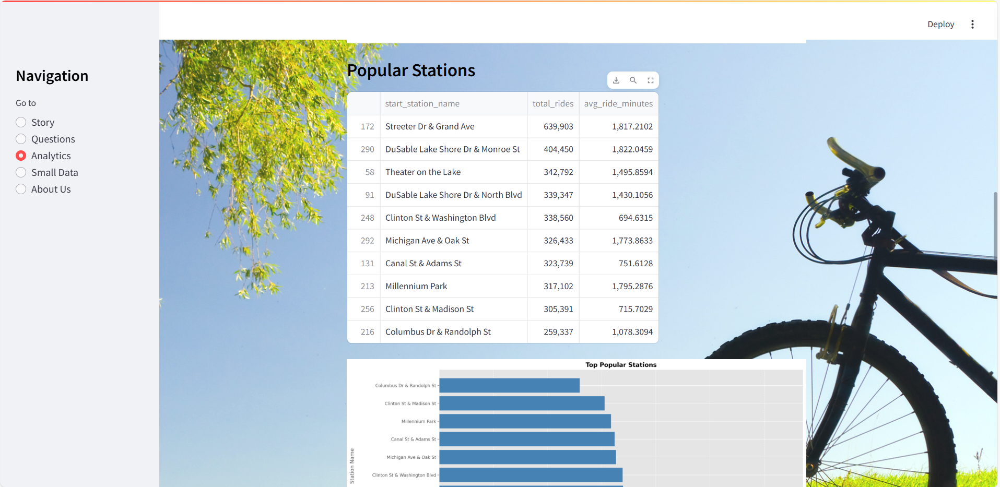 Deploy
Navigation
Go to
Story
Questions
Analytics
Small Data
About Us
Popular Stations
start_station_name total_rides avg_ride_minutes
172 Streeter Dr & Grand Ave 639,903 1,817.2102
290 DuSable Lake Shore Dr & Monroe St 404,450 1,822.0459
58 Theater on the Lake 342,792 1,495.8594
91 DuSable Lake Shore Dr & North Blvd 339,347 1,430.1056
248 Clinton St & Washington Blvd 338,560 694.6315
292 Michigan Ave & Oak St 326,433 1,773.8633
131 Canal St & Adams St 323,739 751.6128
213 Millennium Park 317,102 1,795.2876
256 Clinton St & Madison St 305,391 715.7029
216 Columbus Dr & Randolph St 259,337 1,078.3094
Top Popular Stations
Columbus Dr & Randolph St
Clinton St & Madison St
Millennium Park
Canal St & Adams St
Michigan Ave & Oak St
Clinton St & Washington Blvd
Station Name